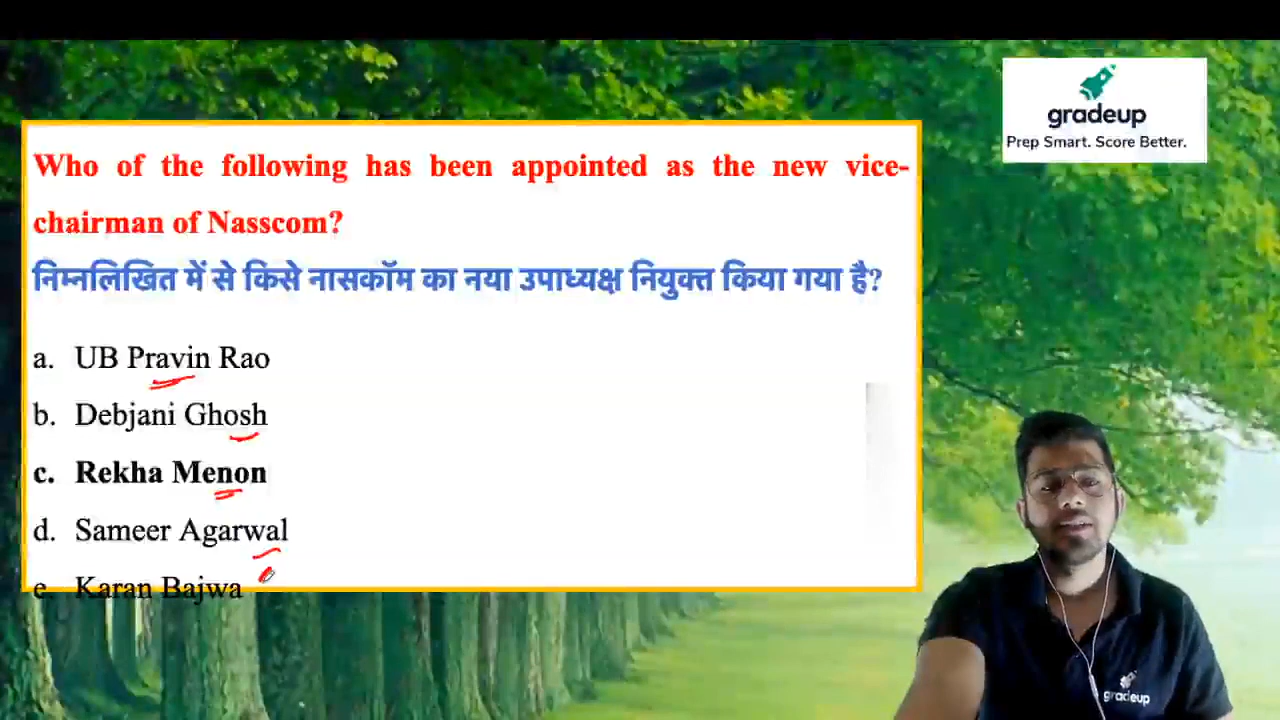 gradeup
Prep Smart. Score Better.
Who of the following has been appointed as the new vice-
chairman of Nasscom?
निम्नलिखित में से किसे नासकॉम का नया उपाध्यक्ष नियुक्त किया गया है?
a. UB Pravin Rao
b. Debjani Ghosh
c. Rekha Menon
d. Sameer Agarwal
e. Karan Bajwa
gradeup